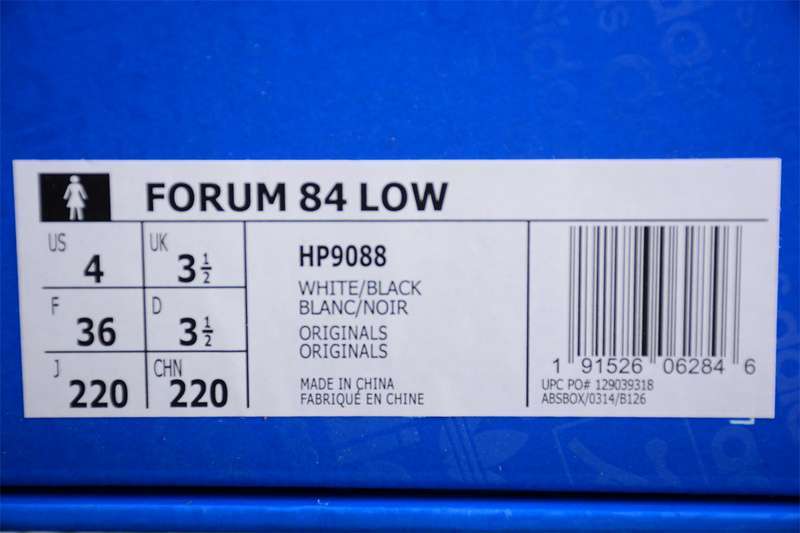 FORUM 84 LOW
US 4
UK 3 1/2
F 36
D 3 1/2
J 220
CHN 220
HP9088
WHITE/BLACK
BLANC/NOIR
ORIGINALS
ORIGINALS
MADE IN CHINA
FABRIQUÉ EN CHINE
1 91526 06284 6
UPC PO# 129039318
ABSBOX/0314/B126